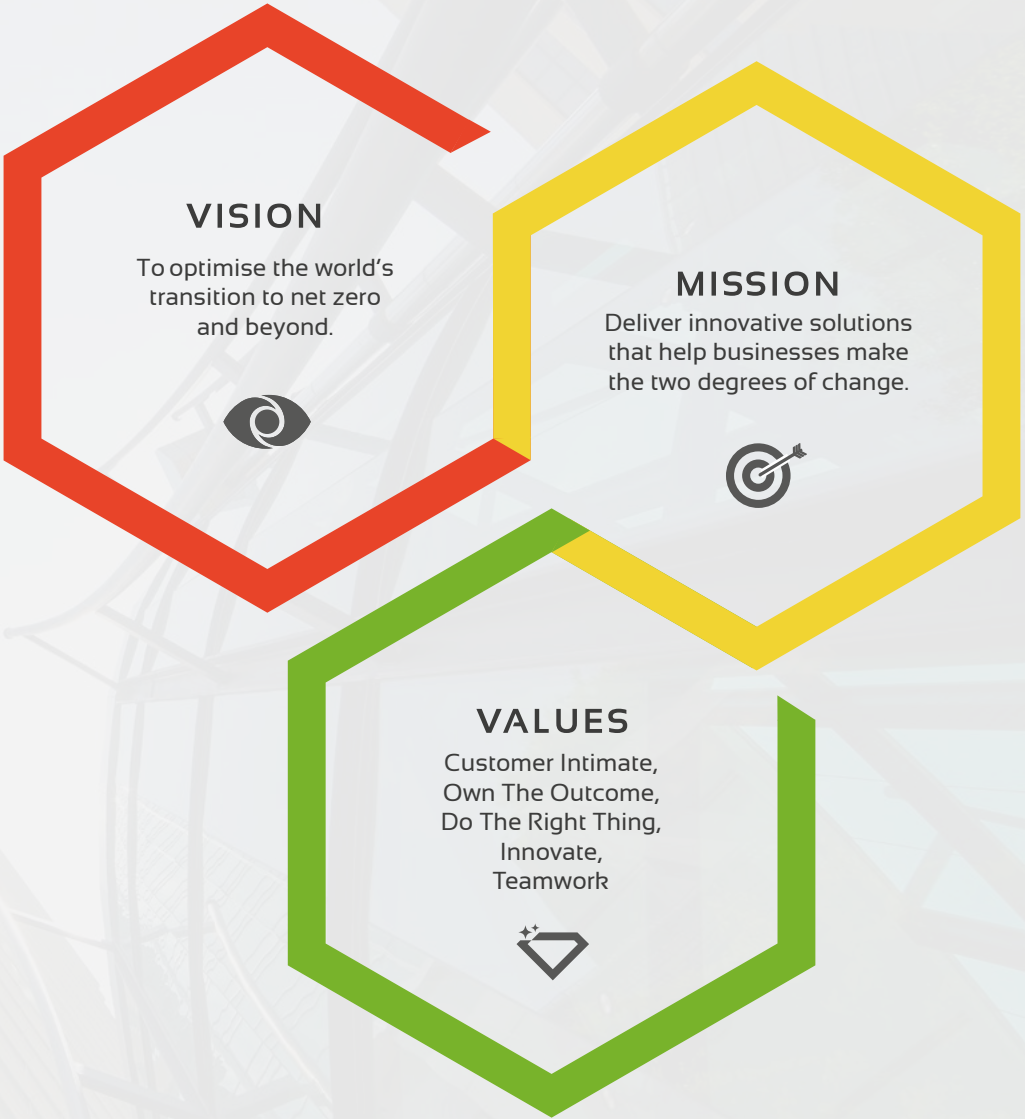 VISION
To optimise the world’s
transition to net zero
and beyond.
MISSION
Deliver innovative solutions
that help businesses make
the two degrees of change.
VALUES
Customer Intimate,
Own The Outcome,
Do The Right Thing,
Innovate,
Teamwork